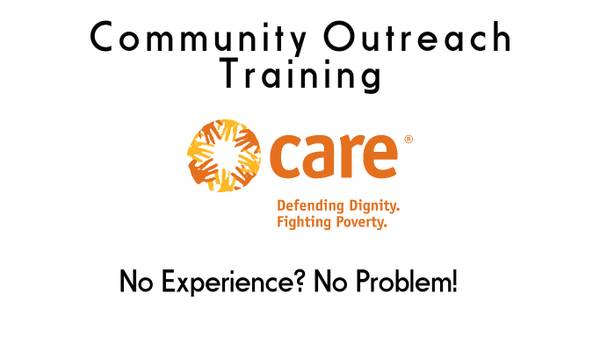 Community Outreach
Training
care®
Defending Dignity.
Fighting Poverty.
No Experience? No Problem!